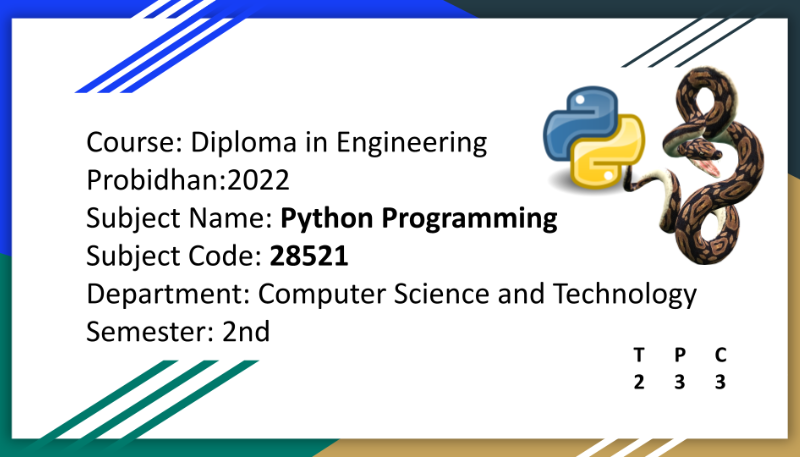 Course: Diploma in Engineering
Probidhan:2022
Subject Name: Python Programming
Subject Code: 28521
Department: Computer Science and Technology
Semester: 2nd
T P C
2 3 3